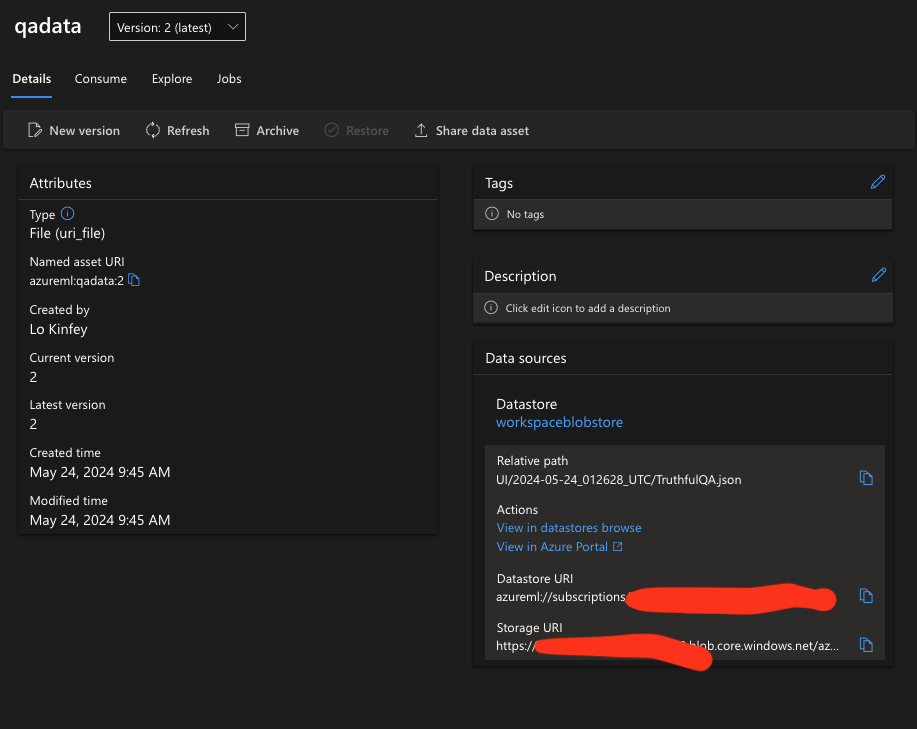 qadata
Version: 2 (latest)
Details Consume Explore Jobs
New version Refresh Archive Restore Share data asset
Attributes
Type
File (uri_file)
Named asset URI
azureml:qadata:2
Created by
Lo Kinfey
Current version
2
Latest version
2
Created time
May 24, 2024 9:45 AM
Modified time
May 24, 2024 9:45 AM
Tags
No tags
Description
Click edit icon to add a description
Data sources
Datastore
workspaceblobstore
Relative path
UI/2024-05-24_012628_UTC/TruthfulQA.json
Actions
View in datastores browse
View in Azure Portal
Datastore URI
azureml://subscriptions
Storage URI
https:// blob.core.windows.net/az...